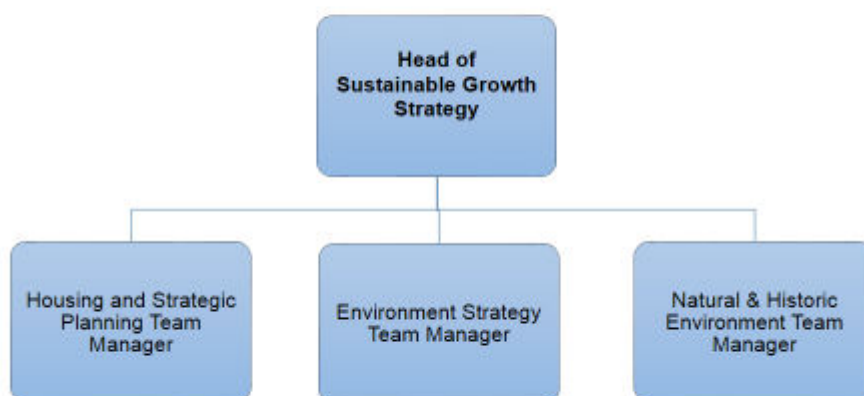 Head of
Sustainable Growth
Strategy
Housing and Strategic
Planning Team
Manager
Environment Strategy
Team Manager
Natural & Historic
Environment Team
Manager